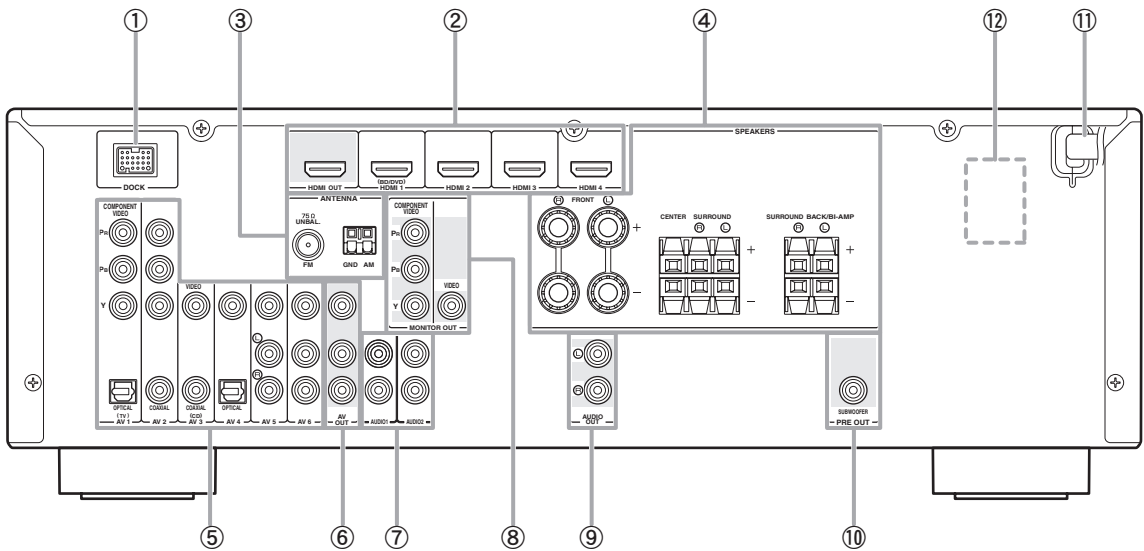 ① ③ ② ④ ⑫ ⑪
SPEAKERS
DOCK
HDMI OUT
(BD/DVD)
HDMI 1
HDMI 2
HDMI 3
HDMI 4
ANTENNA
75Ω
UNBAL.
FM
GND AM
COMPONENT
VIDEO
PR
PB
Y
VIDEO
MONITOR OUT
Ⓡ FRONT Ⓛ
+
−
CENTER SURROUND
Ⓡ Ⓛ
+
−
SURROUND BACK/BI-AMP
Ⓡ Ⓛ
+
−
COMPONENT
VIDEO
PR
PB
Y
VIDEO
Ⓛ
Ⓡ
OPTICAL
(TV)
AV 1
COAXIAL
AV 2
COAXIAL
(CD)
AV 3
OPTICAL
AV 4
AV 5
AV 6
AV
OUT
AUDIO1
AUDIO2
Ⓛ
Ⓡ
AUDIO
OUT
SUBWOOFER
PRE OUT
⑤ ⑥ ⑦ ⑧ ⑨ ⑩